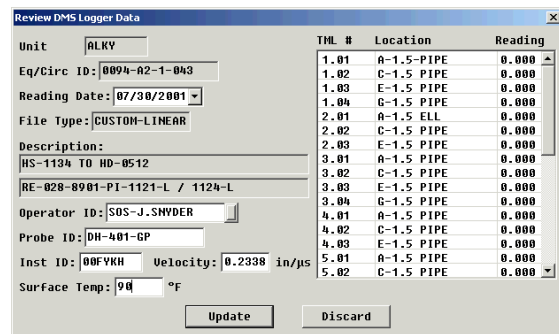 Review DMS Logger Data
Unit ALKY
Eq/Circ ID: 0094-A2-1-043
Reading Date: 07/30/2001
File Type: CUSTOM-LINEAR
Description:
HS-1134 TO HD-0512
RE-028-8901-PI-1121-L / 1124-L
Operator ID: SOS-J.SNYDER
Probe ID: DH-401-GP
Inst ID: 00FYKH Velocity: 0.2338 in/µs
Surface Temp: 90 °F
TML # Location Reading
1.01 A-1.5-PIPE 0.000
1.02 C-1.5 PIPE 0.000
1.03 E-1.5 PIPE 0.000
1.04 G-1.5 PIPE 0.000
2.01 A-1.5 ELL 0.000
2.02 C-1.5 PIPE 0.000
2.03 E-1.5 PIPE 0.000
3.01 A-1.5 PIPE 0.000
3.02 C-1.5 PIPE 0.000
3.03 E-1.5 PIPE 0.000
3.04 G-1.5 PIPE 0.000
4.01 A-1.5 PIPE 0.000
4.02 C-1.5 PIPE 0.000
4.03 E-1.5 PIPE 0.000
5.01 A-1.5 PIPE 0.000
5.02 C-1.5 PIPE 0.000
Update Discard